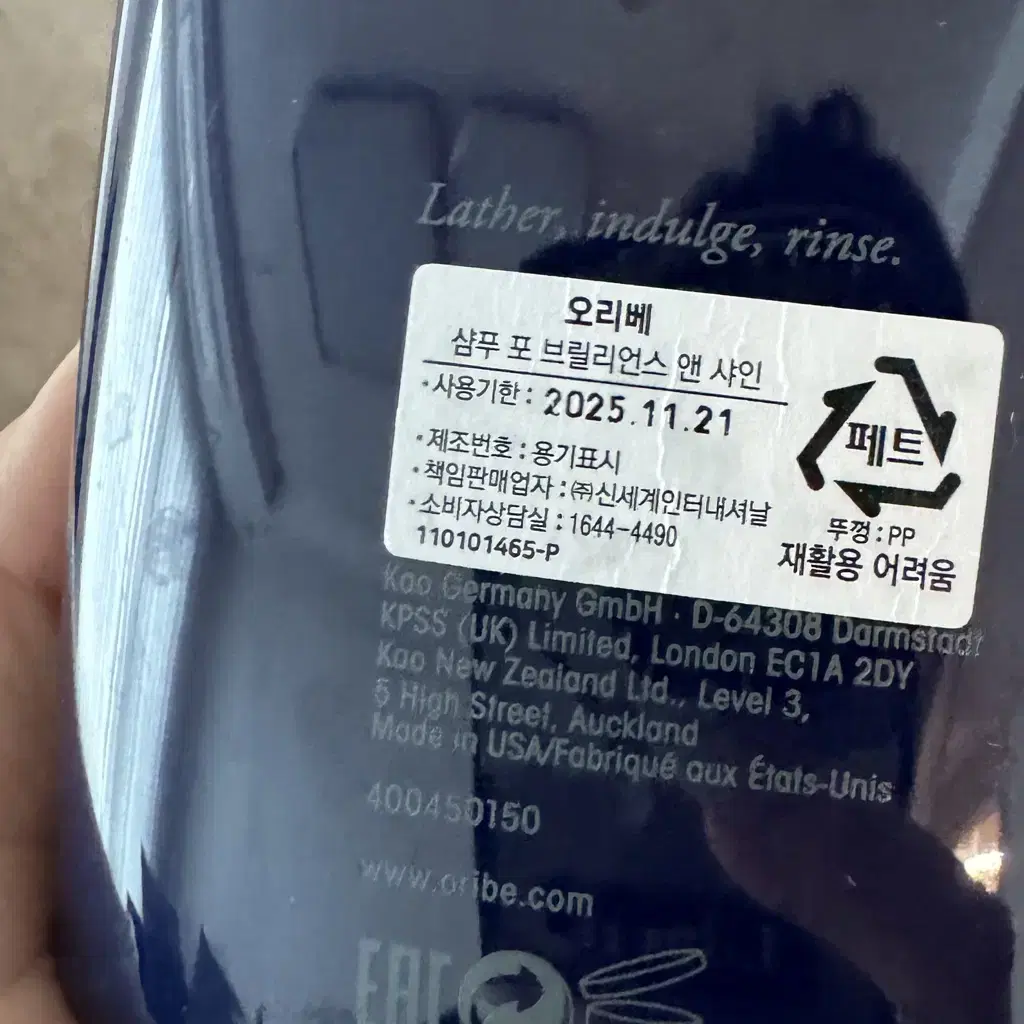 Lather, indulge, rinse.
오리베
샴푸 포 브릴리언스 앤 샤인
·사용기한 : 2025.11.21
·제조번호 : 용기표시
·책임판매업자 : ㈜신세계인터내셔날
·소비자상담실 : 1644-4490
110101465-P
페트
뚜껑 : PP
재활용 어려움
Kao Germany GmbH · D-64308 Darmstadt
KPSS (UK) Limited, London EC1A 2DY
Kao New Zealand Ltd., Level 3,
6 High Street, Auckland
Made in USA/Fabriqué aux États-Unis
400450150
www.oribe.com
EAC